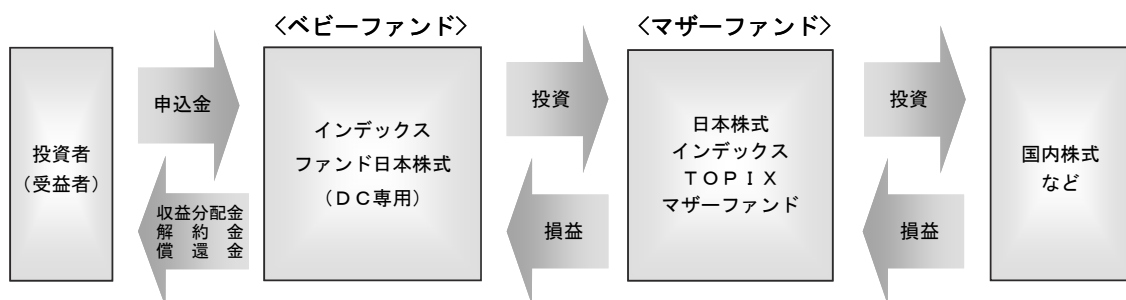 〈ベビーファンド〉
〈マザーファンド〉
投資者
(受益者)
申込金
収益分配金
解約金
償還金
インデックス
ファンド日本株式
(DC専用)
投資
損益
日本株式
インデックス
TOPIX
マザーファンド
投資
損益
国内株式
など